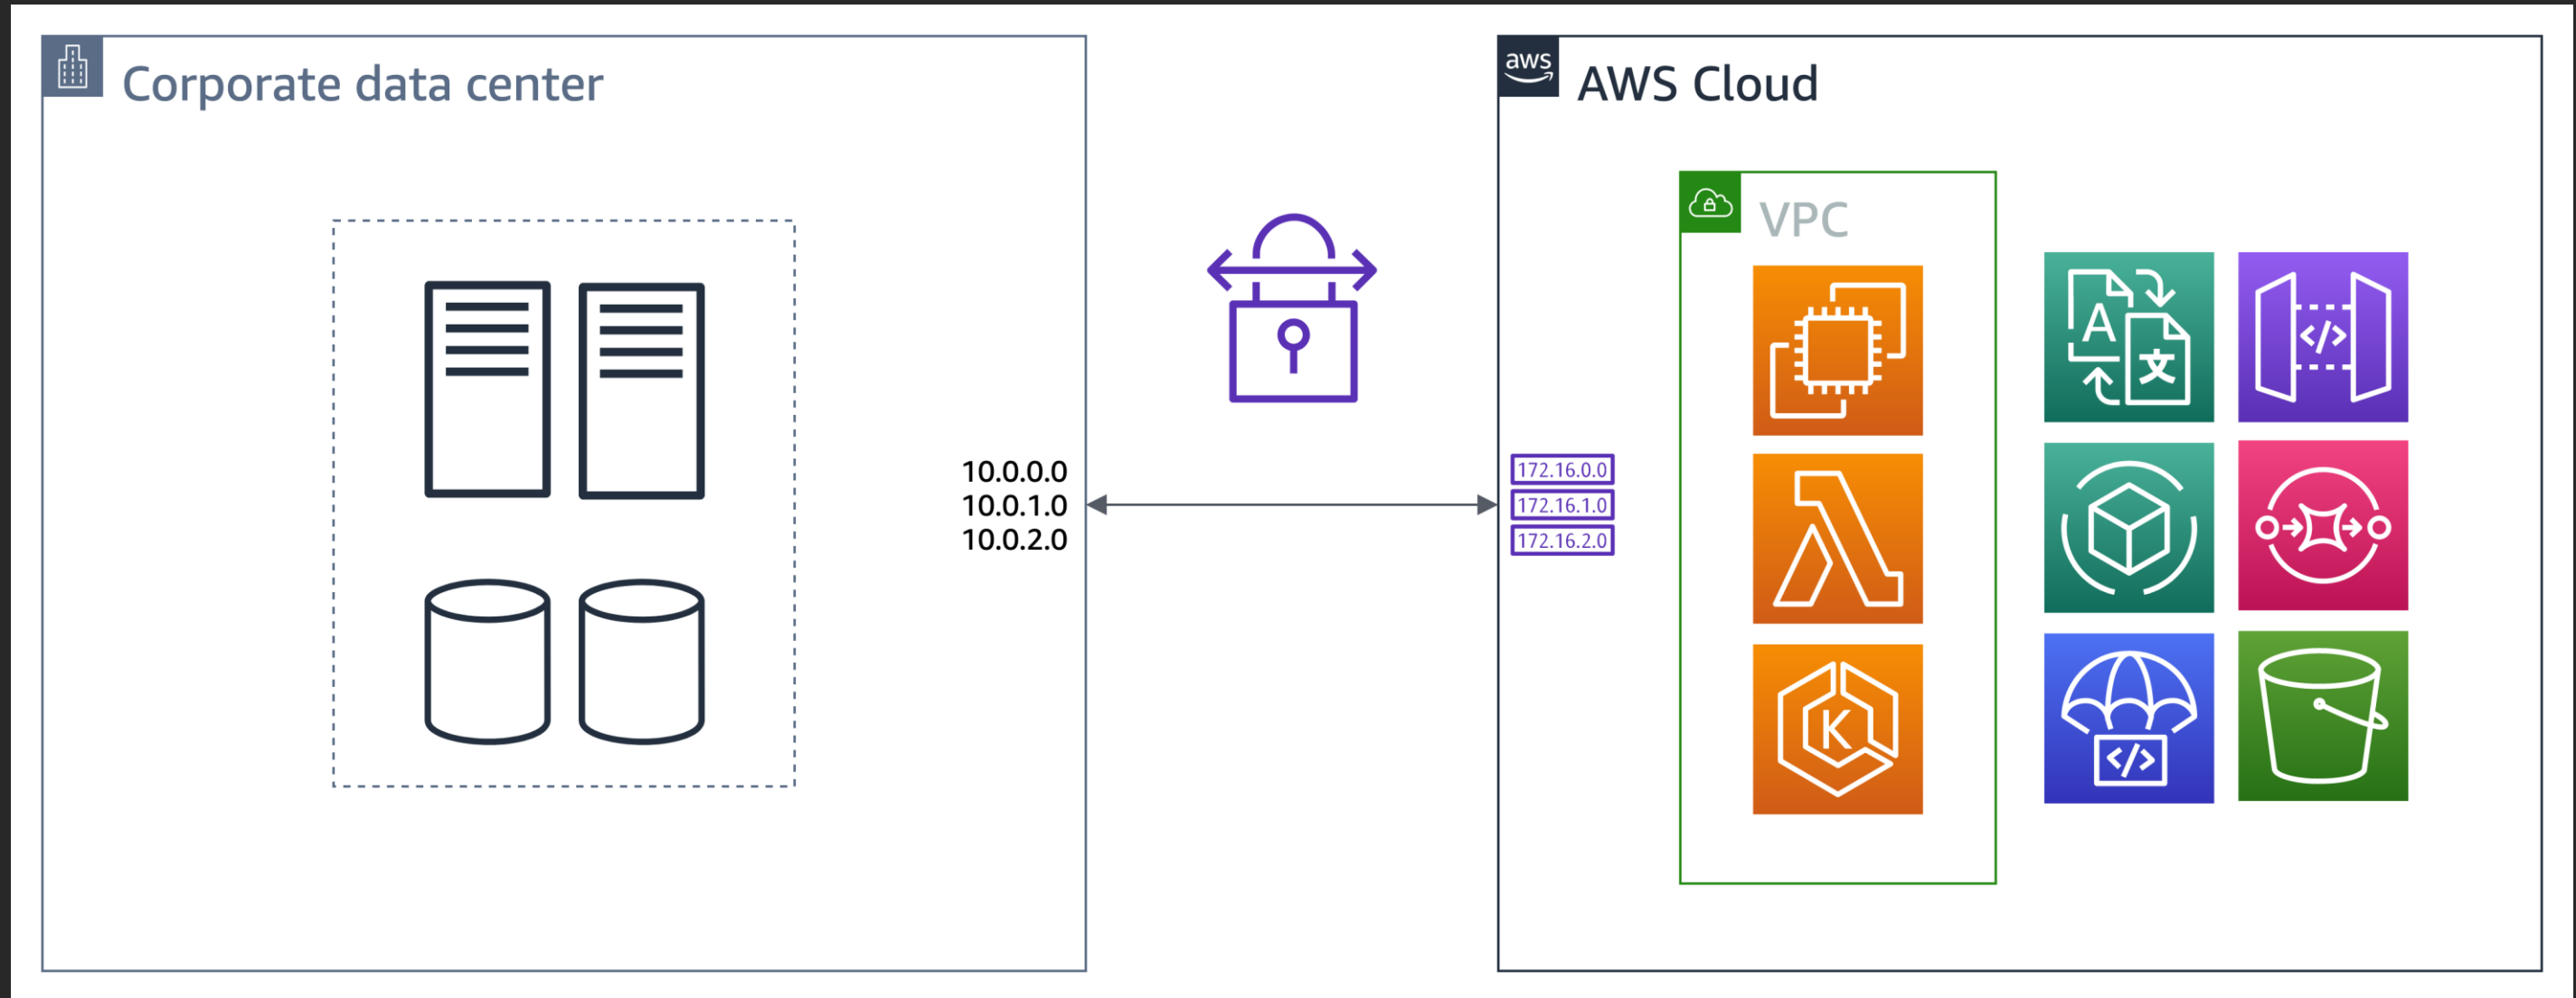 Corporate data center
10.0.0.0
10.0.1.0
10.0.2.0
aws
AWS Cloud
172.16.0.0
172.16.1.0
172.16.2.0
VPC
A
文
</>
K
</>